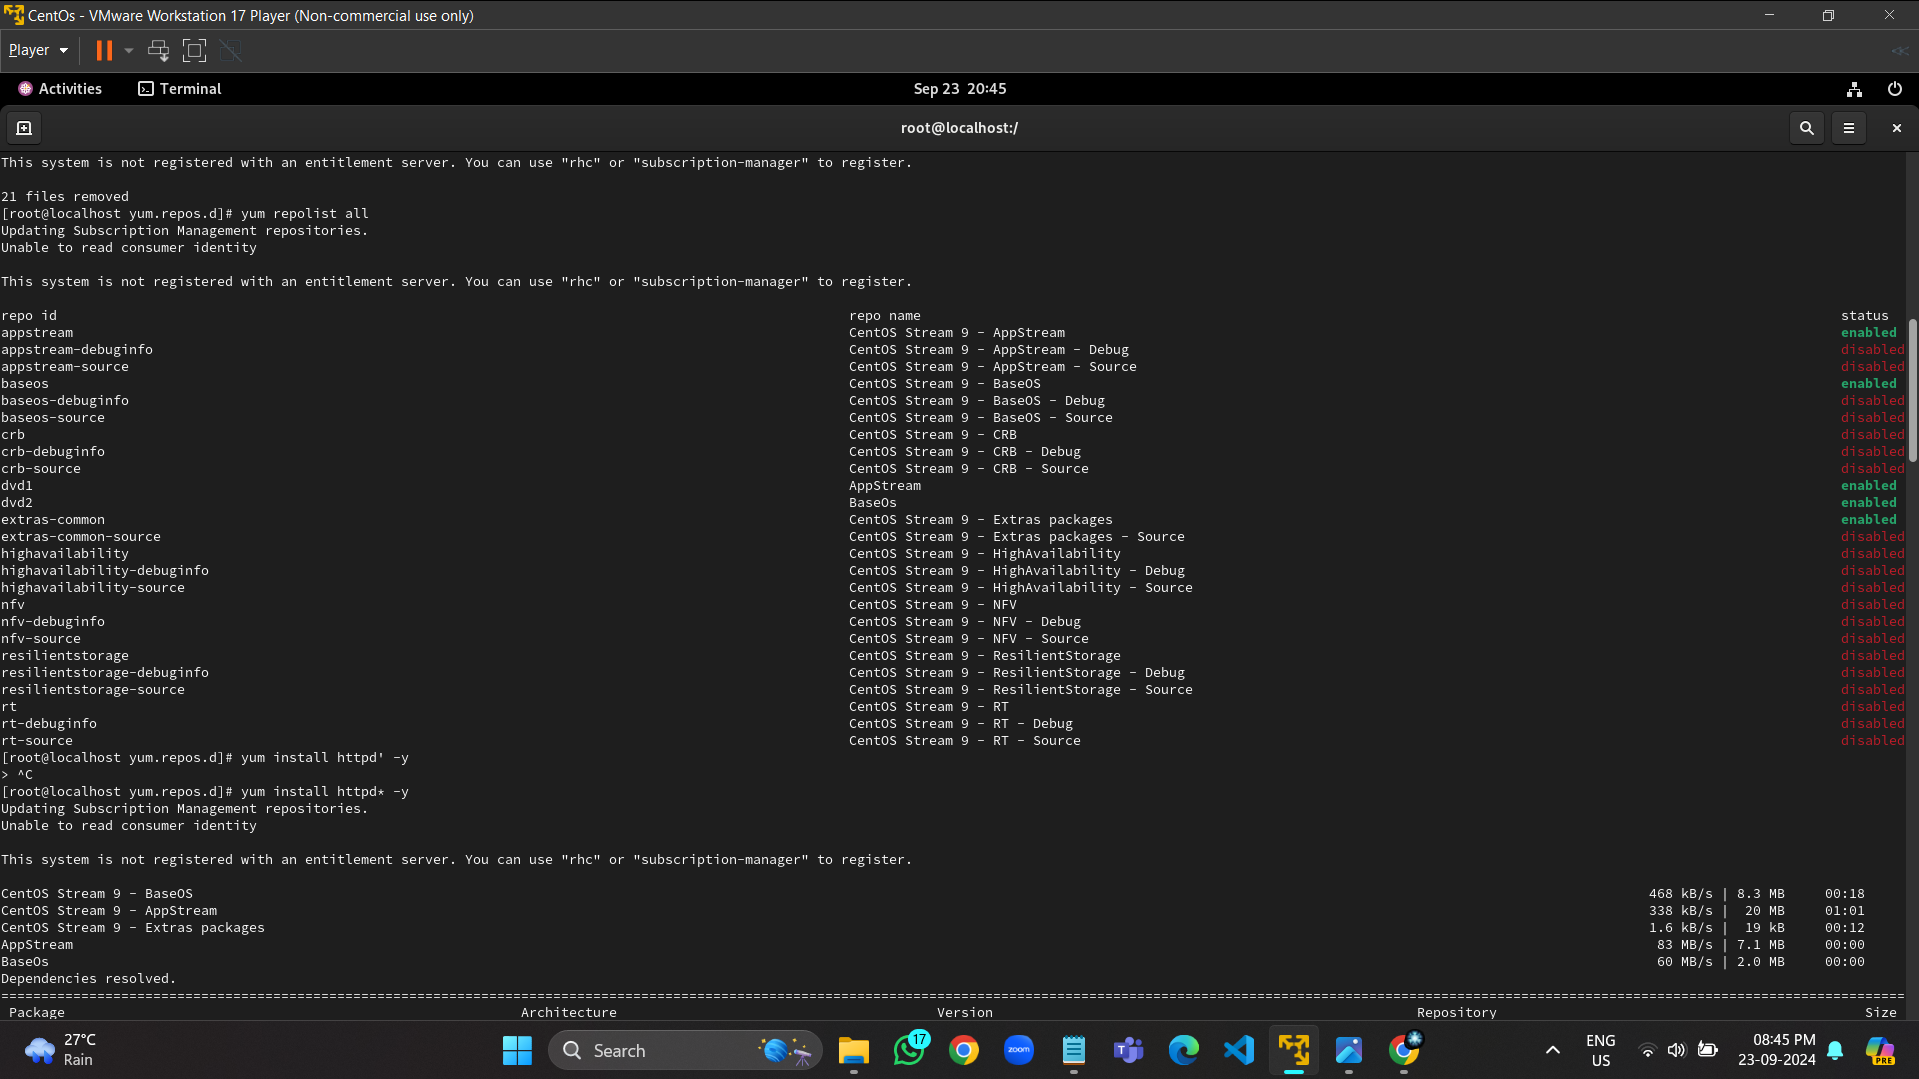 CentOs - VMware Workstation 17 Player (Non-commercial use only)
Player
Activities Terminal Sep 23 20:45
root@localhost:/
This system is not registered with an entitlement server. You can use "rhc" or "subscription-manager" to register.
21 files removed
[root@localhost yum.repos.d]# yum repolist all
Updating Subscription Management repositories.
Unable to read consumer identity
This system is not registered with an entitlement server. You can use "rhc" or "subscription-manager" to register.
repo id repo name status
appstream CentOS Stream 9 - AppStream enabled
appstream-debuginfo CentOS Stream 9 - AppStream - Debug disabled
appstream-source CentOS Stream 9 - AppStream - Source disabled
baseos CentOS Stream 9 - BaseOS enabled
baseos-debuginfo CentOS Stream 9 - BaseOS - Debug disabled
baseos-source CentOS Stream 9 - BaseOS - Source disabled
crb CentOS Stream 9 - CRB disabled
crb-debuginfo CentOS Stream 9 - CRB - Debug disabled
crb-source CentOS Stream 9 - CRB - Source disabled
dvd1 AppStream enabled
dvd2 BaseOs enabled
extras-common CentOS Stream 9 - Extras packages enabled
extras-common-source CentOS Stream 9 - Extras packages - Source disabled
highavailability CentOS Stream 9 - HighAvailability disabled
highavailability-debuginfo CentOS Stream 9 - HighAvailability - Debug disabled
highavailability-source CentOS Stream 9 - HighAvailability - Source disabled
nfv CentOS Stream 9 - NFV disabled
nfv-debuginfo CentOS Stream 9 - NFV - Debug disabled
nfv-source CentOS Stream 9 - NFV - Source disabled
resilientstorage CentOS Stream 9 - ResilientStorage disabled
resilientstorage-debuginfo CentOS Stream 9 - ResilientStorage - Debug disabled
resilientstorage-source CentOS Stream 9 - ResilientStorage - Source disabled
rt CentOS Stream 9 - RT disabled
rt-debuginfo CentOS Stream 9 - RT - Debug disabled
rt-source CentOS Stream 9 - RT - Source disabled
[root@localhost yum.repos.d]# yum install httpd' -y
> ^C
[root@localhost yum.repos.d]# yum install httpd* -y
Updating Subscription Management repositories.
Unable to read consumer identity
This system is not registered with an entitlement server. You can use "rhc" or "subscription-manager" to register.
CentOS Stream 9 - BaseOS 468 kB/s | 8.3 MB 00:18
CentOS Stream 9 - AppStream 338 kB/s | 20 MB 01:01
CentOS Stream 9 - Extras packages 1.6 kB/s | 19 kB 00:12
AppStream 83 MB/s | 7.1 MB 00:00
BaseOs 60 MB/s | 2.0 MB 00:00
Dependencies resolved.
Package Architecture Version Repository Size
27°C
Rain
Search
17
zoom
ENG
US
08:45 PM
23-09-2024
PRE